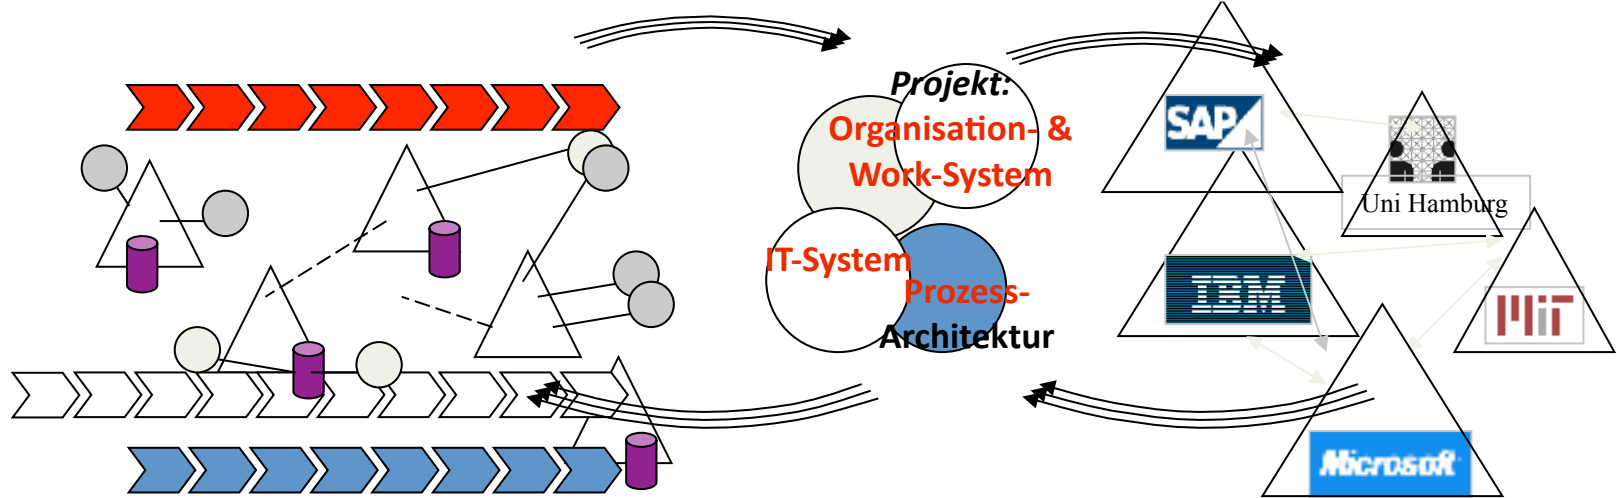 Projekt:
Organisation- &
Work-System
IT-System
Prozess-
Architektur
SAP
Uni Hamburg
IBM
MIT
Microsoft